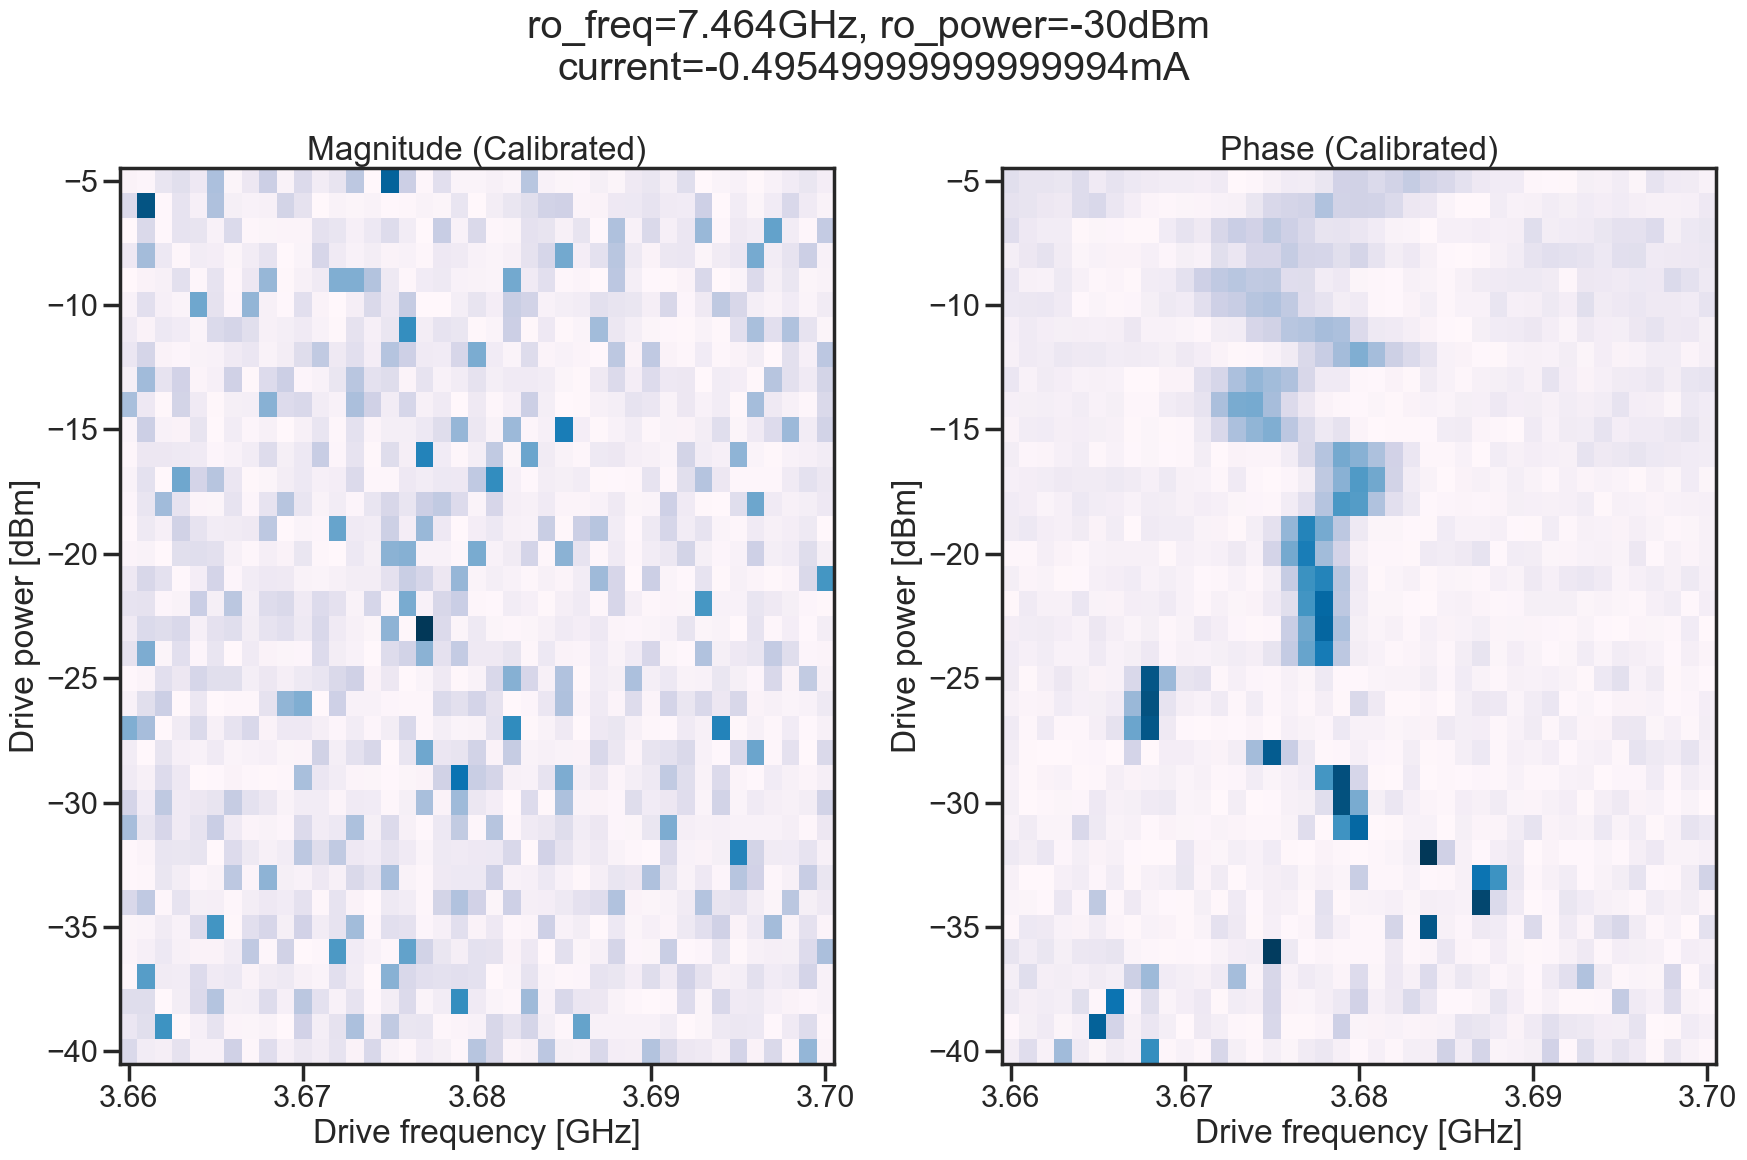 ro_freq=7.464GHz, ro_power=-30dBm
current=-0.49549999999999994mA
Magnitude (Calibrated)
Phase (Calibrated)
Drive power [dBm]
−5
−10
−15
−20
−25
−30
−35
−40
3.66 3.67 3.68 3.69 3.70
Drive frequency [GHz]
Drive power [dBm]
−5
−10
−15
−20
−25
−30
−35
−40
3.66 3.67 3.68 3.69 3.70
Drive frequency [GHz]